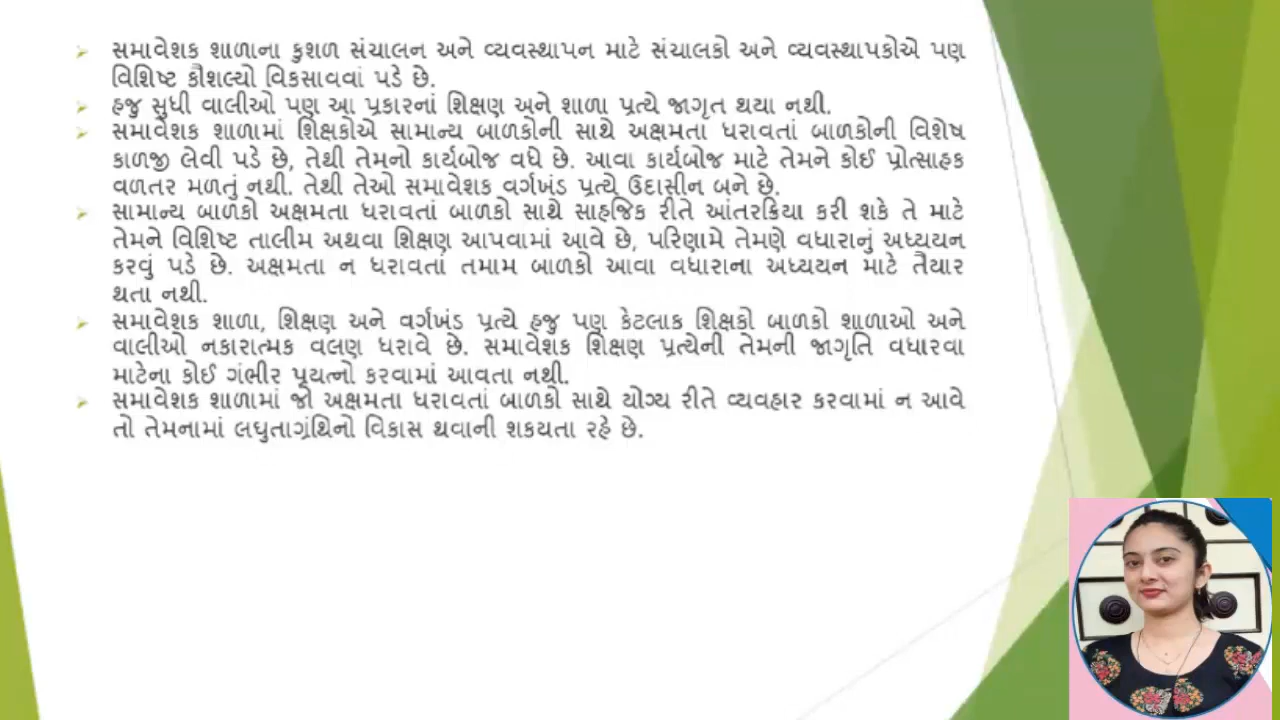 સમાવેશક શાળાના કુશળ સંચાલન અને વ્યવસ્થાપન માટે સંચાલકો અને વ્યવસ્થાપકોએ પણ
વિશિષ્ટ કૌશલ્યો વિકસાવવાં પડે છે.
હજુ સુધી વાલીઓ પણ આ પ્રકારનાં શિક્ષણ અને શાળા પ્રત્યે જાગૃત થયા નથી.
સમાવેશક શાળામાં શિક્ષકોએ સામાન્ય બાળકોની સાથે અક્ષમતા ધરાવતાં બાળકોની વિશેષ
કાળજી લેવી પડે છે, તેથી તેમનો કાર્યબોજ વધે છે. આવા કાર્યબોજ માટે તેમને કોઈ પ્રોત્સાહક
વળતર મળતું નથી. તેથી તેઓ સમાવેશક વર્ગખંડ પ્રત્યે ઉદાસીન બને છે.
સામાન્ય બાળકો અક્ષમતા ધરાવતાં બાળકો સાથે સાહજિક રીતે આંતરક્રિયા કરી શકે તે માટે
તેમને વિશિષ્ટ તાલીમ અથવા શિક્ષણ આપવામાં આવે છે, પરિણામે તેમણે વધારાનું અધ્યયન
કરવું પડે છે. અક્ષમતા ન ધરાવતાં તમામ બાળકો આવા વધારાના અધ્યયન માટે તૈયાર
થતા નથી.
સમાવેશક શાળા, શિક્ષણ અને વર્ગખંડ પ્રત્યે હજુ પણ કેટલાક શિક્ષકો બાળકો શાળાઓ અને
વાલીઓ નકારાત્મક વલણ ધરાવે છે. સમાવેશક શિક્ષણ પ્રત્યેની તેમની જાગૃતિ વધારવા
માટેના કોઈ ગંભીર પ્રયત્નો કરવામાં આવતા નથી.
સમાવેશક શાળામાં જો અક્ષમતા ધરાવતાં બાળકો સાથે યોગ્ય રીતે વ્યવહાર કરવામાં ન આવે
તો તેમનામાં લઘુતાગ્રંથિનો વિકાસ થવાની શકયતા રહે છે.